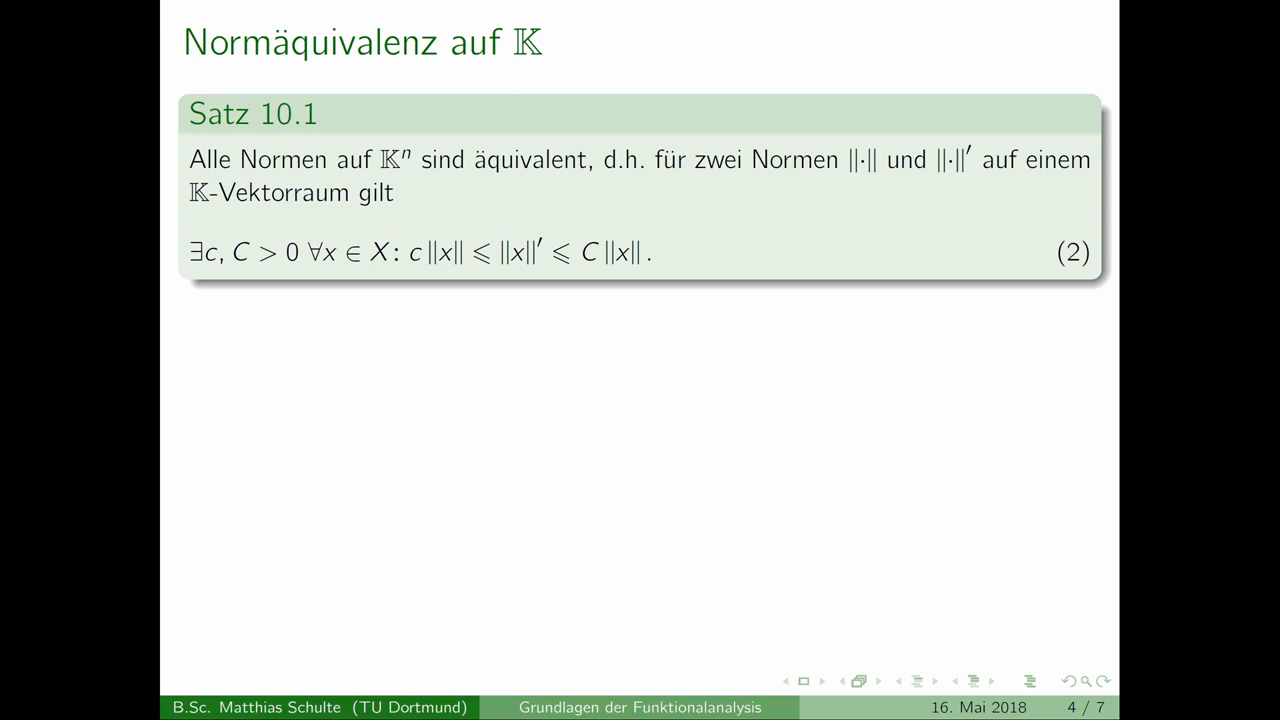 Normäquivalenz auf 𝕂
Satz 10.1
Alle Normen auf 𝕂ⁿ sind äquivalent, d.h. für zwei Normen ‖·‖ und ‖·‖′ auf einem
𝕂-Vektorraum gilt
∃c, C > 0 ∀x ∈ X: c‖x‖ ⩽ ‖x‖′ ⩽ C‖x‖. (2)
B.Sc. Matthias Schulte (TU Dortmund) Grundlagen der Funktionalanalysis 16. Mai 2018 4 / 7